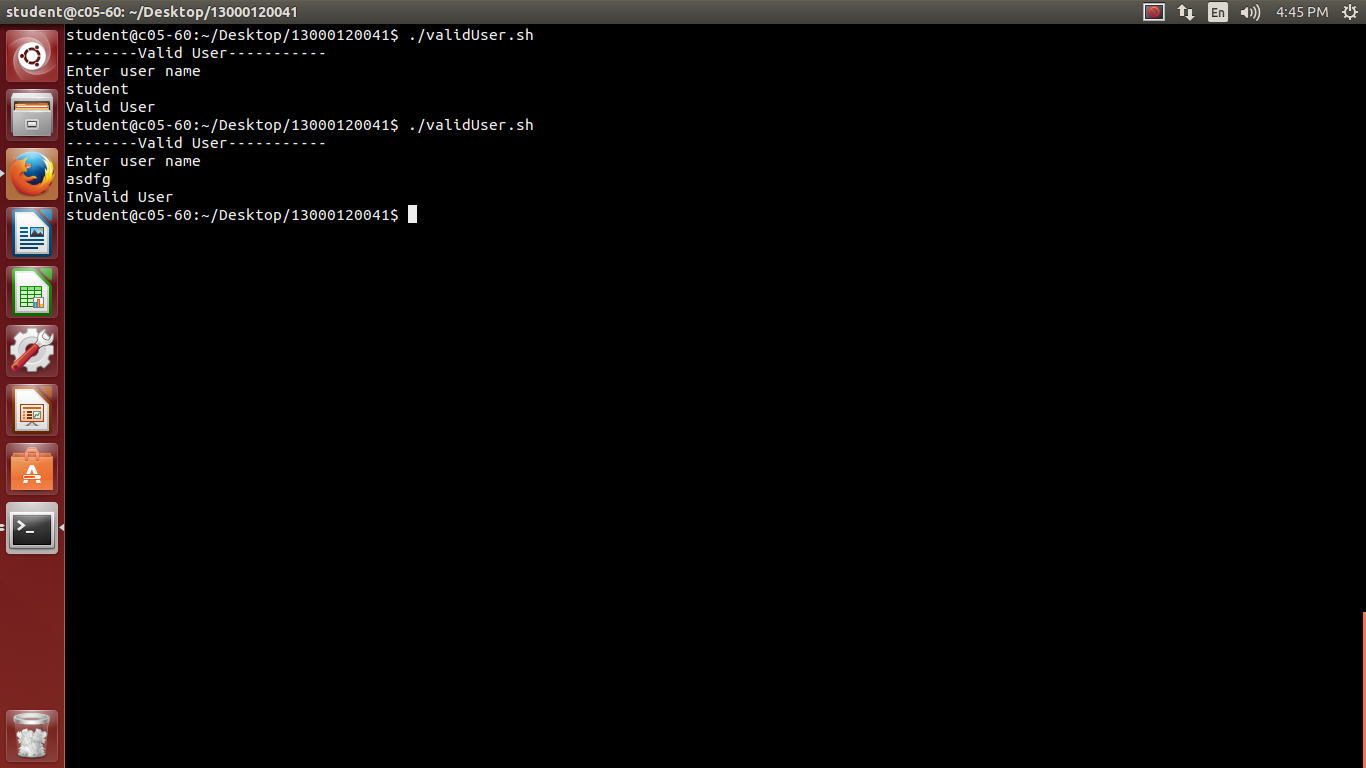 student@c05-60: ~/Desktop/13000120041
En
4:45 PM
student@c05-60:~/Desktop/13000120041$ ./validUser.sh
--------Valid User-----------
Enter user name
student
Valid User
student@c05-60:~/Desktop/13000120041$ ./validUser.sh
--------Valid User-----------
Enter user name
asdfg
InValid User
student@c05-60:~/Desktop/13000120041$